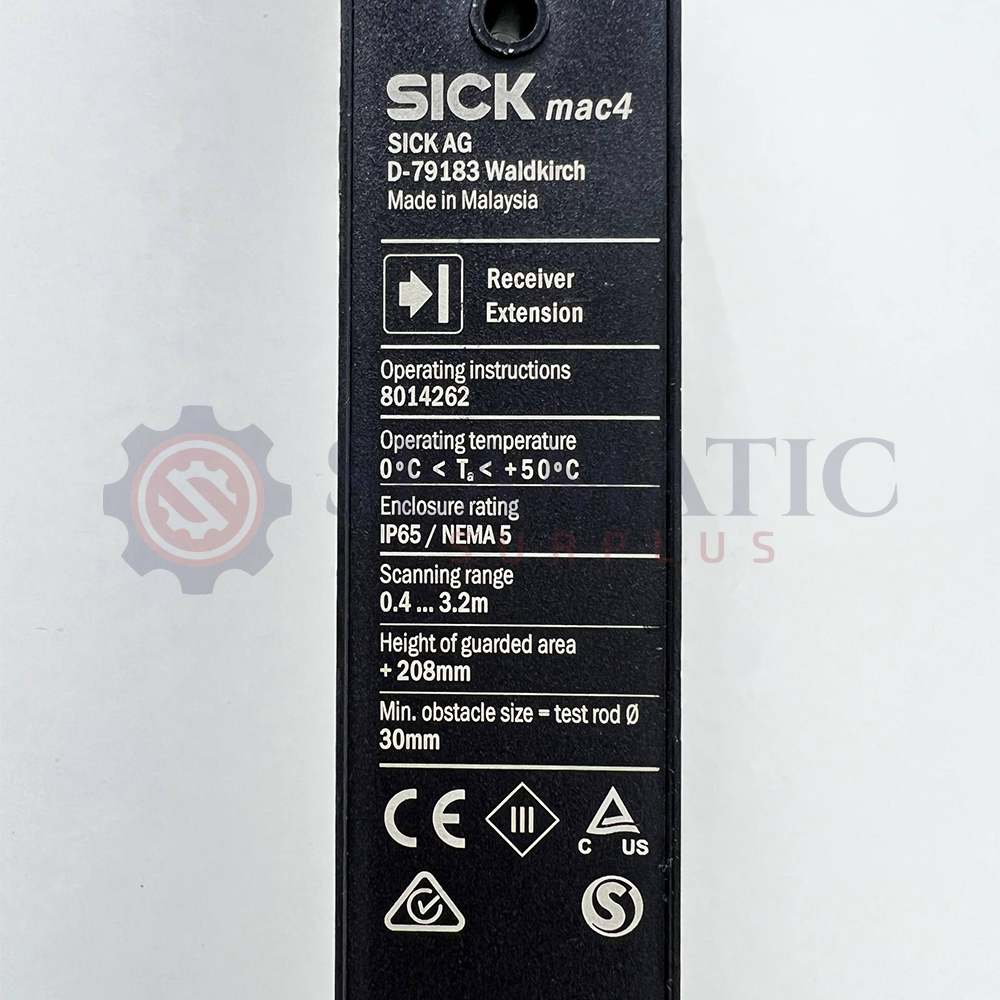 SICK mac4
SICK AG
D-79183 Waldkirch
Made in Malaysia
Receiver
Extension
Operating instructions
8014262
Operating temperature
0°C < Ta < +50°C
Enclosure rating
IP65 / NEMA 5
Scanning range
0.4 ... 3.2m
Height of guarded area
+ 208mm
Min. obstacle size = test rod Ø
30mm
CE III C US
S
SURPLUS